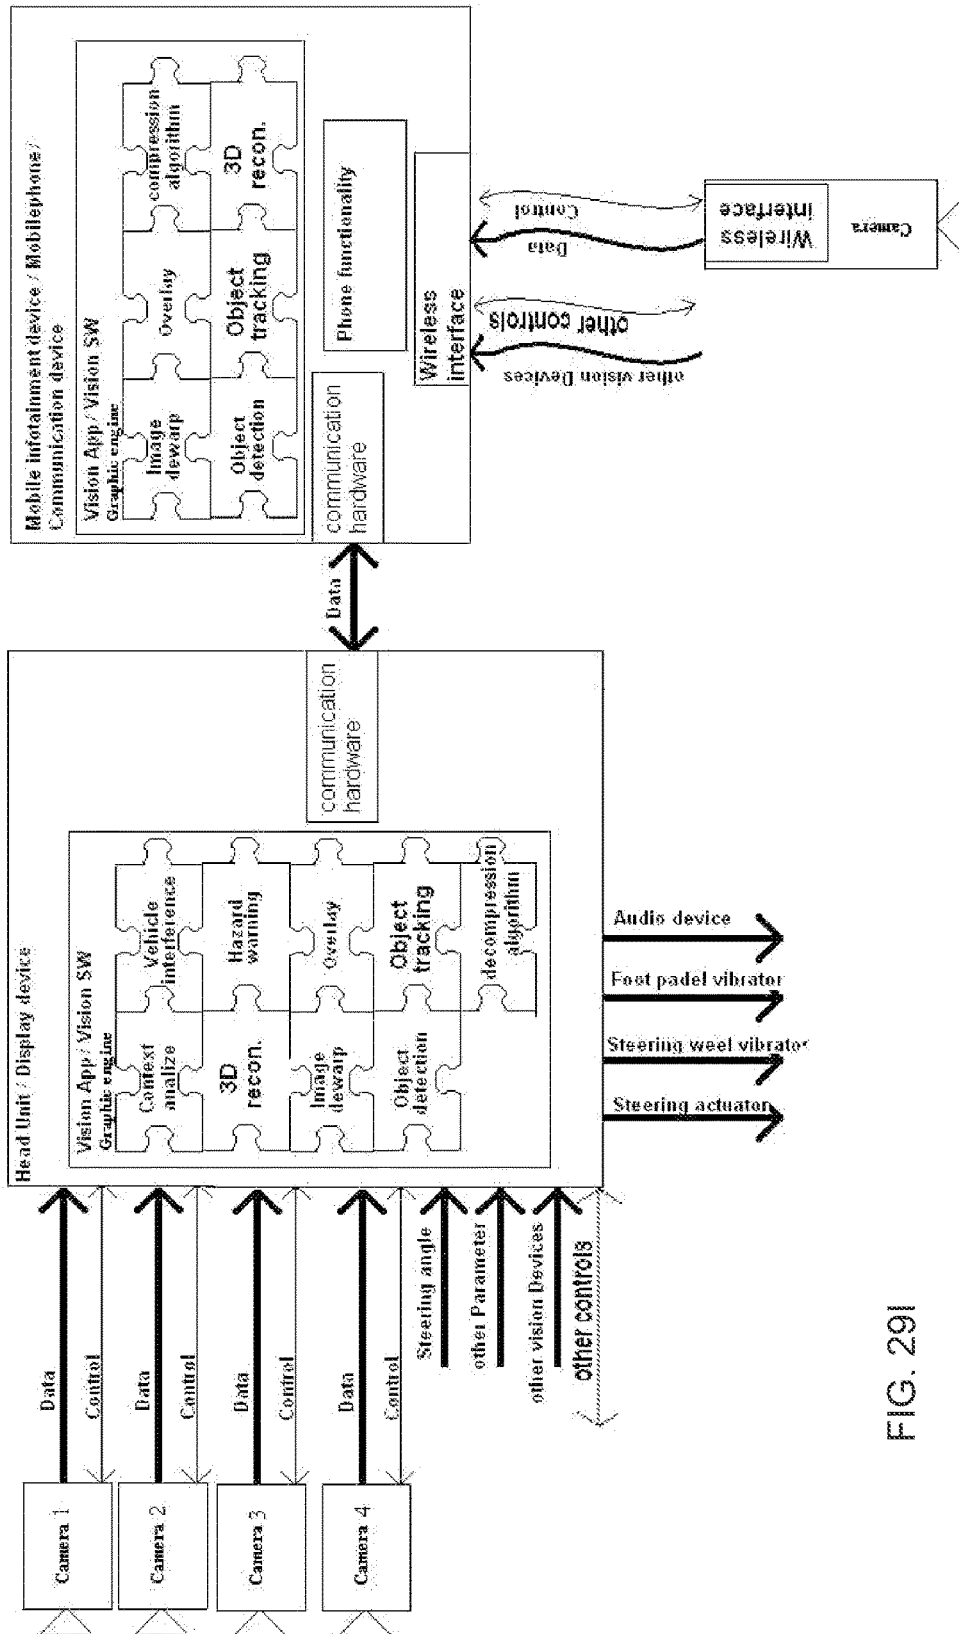 Camera 1
Camera 2
Camera 3
Camera 4
Data
Control
Data
Control
Data
Control
Data
Control
Steering angle
other Parameter
other vision Devices
other controls
Head Unit / Display device
Vision App / Vision SW
Graphic engine
Context
analize
Vehicle
interference
3D
recon.
Hazard
warning
Image
dewarp
Overlay
Object
detection
Object
tracking
decompression
algorithm
communication
hardware
Steering actuator
Steering weel vibrator
Foot padel vibrator
Audio device
Data
Mobile infotainment device / Mobilephone /
Communication device
Vision App / Vision SW
Graphic engine
Image
dewarp
Overlay
compression
algorithm
Object
detection
Object
tracking
3D
recon.
communication
hardware
Phone functionality
Wireless
interface
other vision Devices
other controls
Data
Control
Wireless
interface
Camera
FIG. 29I